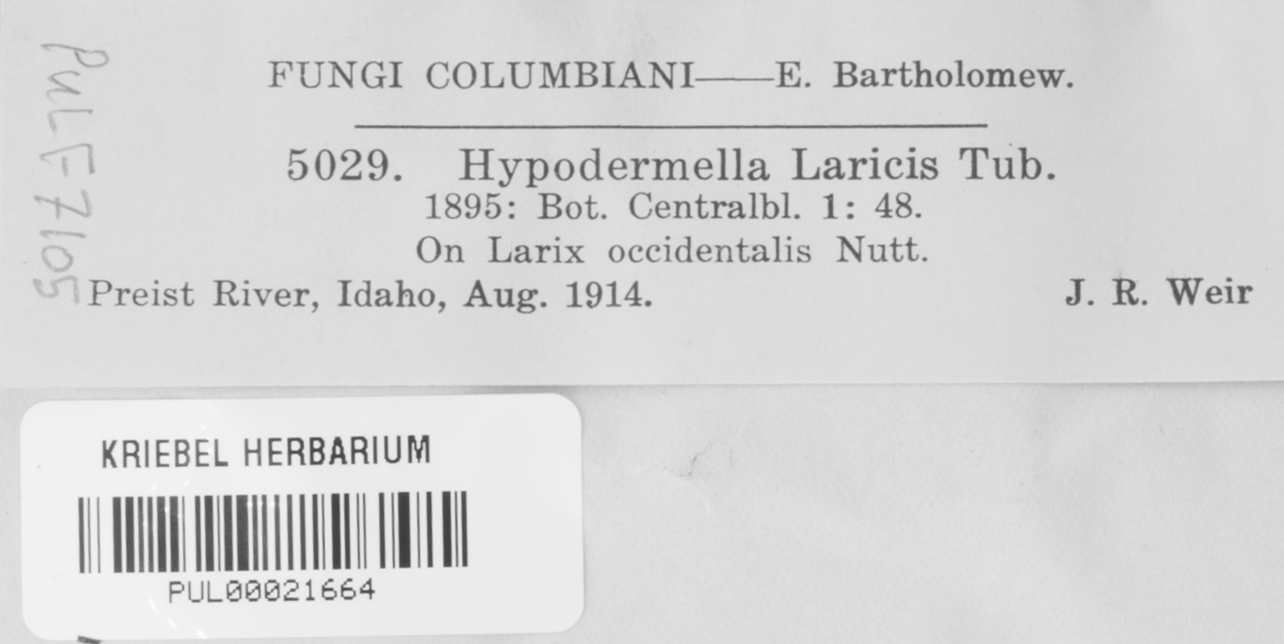 FUNGI COLUMBIANI——E. Bartholomew.
5029. Hypodermella Laricis Tub.
1895: Bot. Centralbl. 1: 48.
On Larix occidentalis Nutt.
Preist River, Idaho, Aug. 1914. J. R. Weir
PUL F7105
KRIEBEL HERBARIUM
PUL00021664